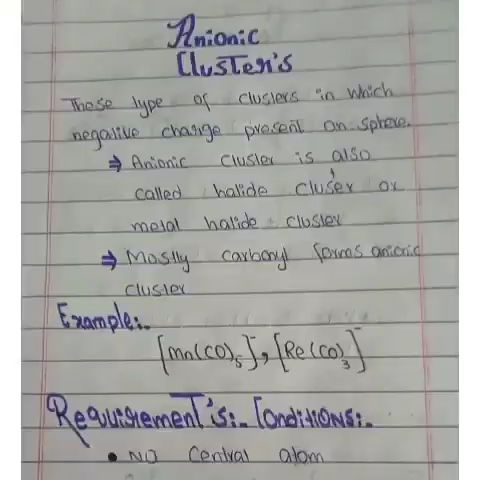 Anionic
Cluster's
These type of clusters in which
negative charge present on sphere.
⇒ Anionic cluster is also
called halide cluser or
metal halide cluster
⇒ Mostly carbonyl forms anionic
cluster
Example:-
[Mn(CO)₅]⁻, [Re(CO)₃]⁻
Requirement's:- Conditions:-
• NO Central atom